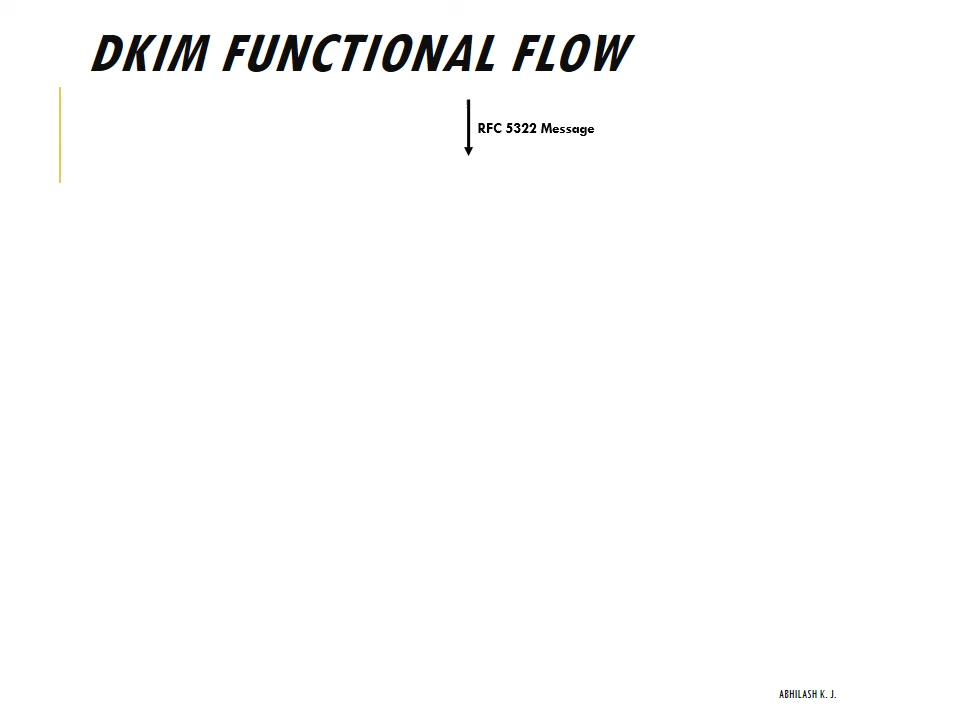 DKIM FUNCTIONAL FLOW
RFC 5322 Message
ABHILASH K. J.